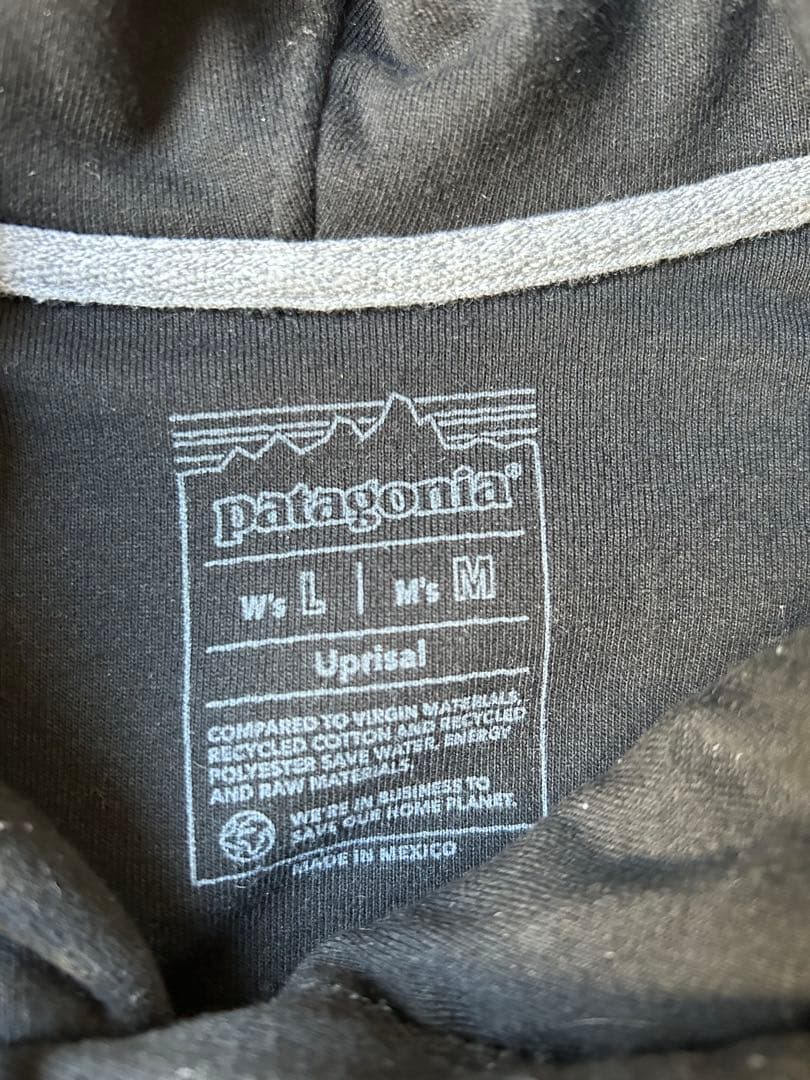 patagonia®
W's L | M's M
Uprisal
COMPARED TO VIRGIN MATERIALS,
RECYCLED COTTON AND RECYCLED
POLYESTER SAVE WATER, ENERGY
AND RAW MATERIALS.
WE'RE IN BUSINESS TO
SAVE OUR HOME PLANET.
MADE IN MEXICO